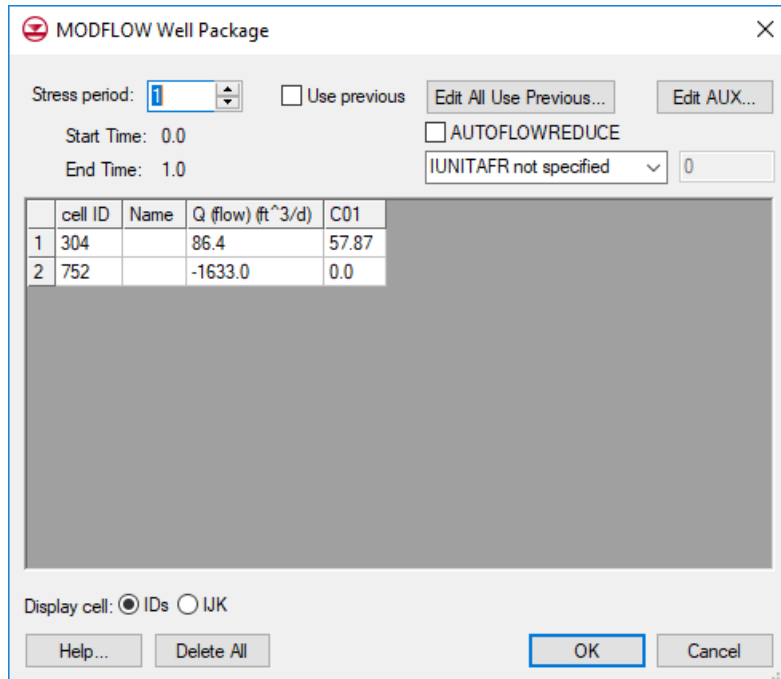 MODFLOW Well Package
Stress period: 1 Use previous Edit All Use Previous... Edit AUX...
Start Time: 0.0 AUTOFLOWREDUCE
End Time: 1.0 IUNITAFR not specified 0
cell ID Name Q (flow) (ft^3/d) C01
1 304 86.4 57.87
2 752 -1633.0 0.0
Display cell: IDs IJK
Help... Delete All OK Cancel